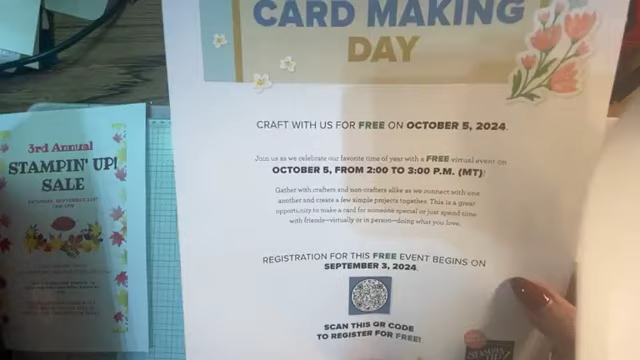 CARD MAKING
DAY
CRAFT WITH US FOR FREE ON OCTOBER 5, 2024.
Join us as we celebrate our favorite time of year with a FREE virtual event on
OCTOBER 5, FROM 2:00 TO 3:00 P.M. (MT)!
Gather with crafters and non-crafters alike as we connect with one
another and create a few simple projects together. This is a great
opportunity to make a card for someone special or just spend time
with friends—virtually or in person—doing what you love.
REGISTRATION FOR THIS FREE EVENT BEGINS ON
SEPTEMBER 3, 2024.
SCAN THIS QR CODE
TO REGISTER FOR FREE!
3rd Annual
STAMPIN' UP!
SALE